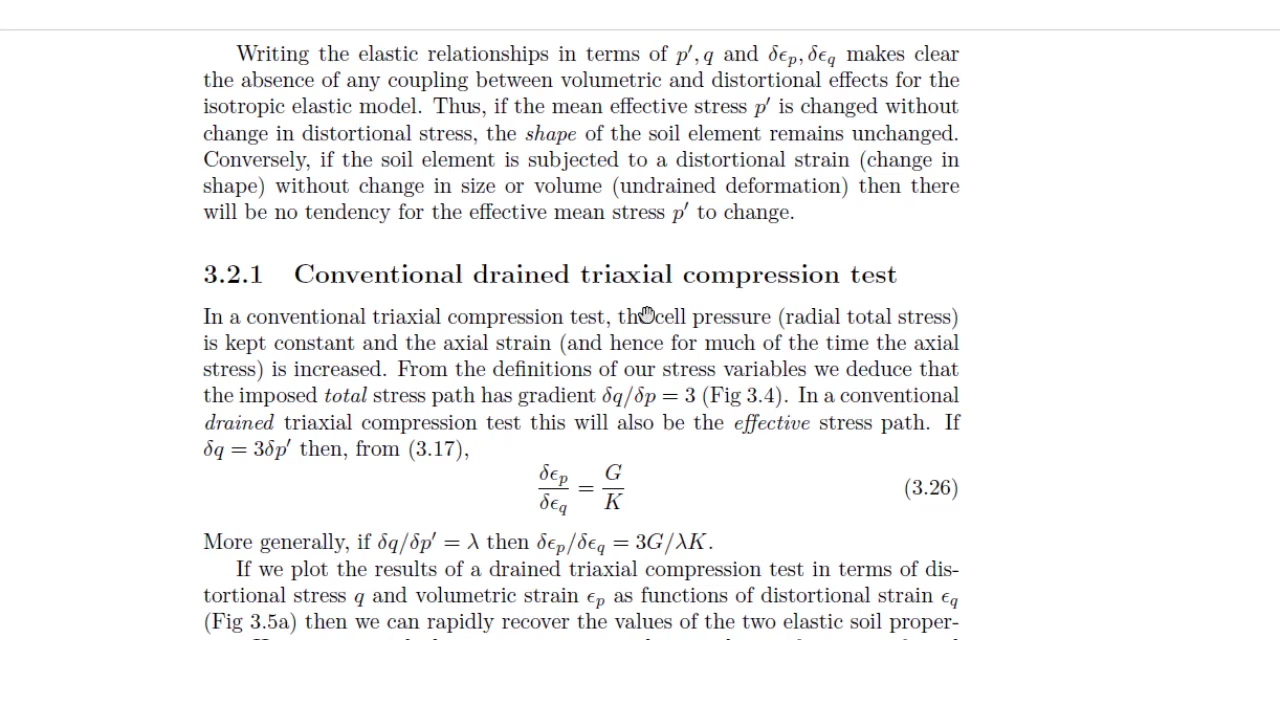 Writing the elastic relationships in terms of p′, q and δϵp, δϵq makes clear
the absence of any coupling between volumetric and distortional effects for the
isotropic elastic model. Thus, if the mean effective stress p′ is changed without
change in distortional stress, the shape of the soil element remains unchanged.
Conversely, if the soil element is subjected to a distortional strain (change in
shape) without change in size or volume (undrained deformation) then there
will be no tendency for the effective mean stress p′ to change.
3.2.1 Conventional drained triaxial compression test
In a conventional triaxial compression test, the cell pressure (radial total stress)
is kept constant and the axial strain (and hence for much of the time the axial
stress) is increased. From the definitions of our stress variables we deduce that
the imposed total stress path has gradient δq/δp = 3 (Fig 3.4). In a conventional
drained triaxial compression test this will also be the effective stress path. If
δq = 3δp′ then, from (3.17),
δϵp/δϵq = G/K (3.26)
More generally, if δq/δp′ = λ then δϵp/δϵq = 3G/λK.
If we plot the results of a drained triaxial compression test in terms of dis-
tortional stress q and volumetric strain ϵp as functions of distortional strain ϵq
(Fig 3.5a) then we can rapidly recover the values of the two elastic soil proper-